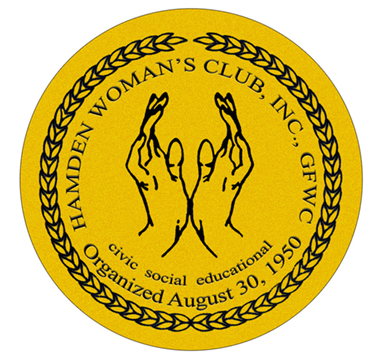 HAMDEN WOMAN'S CLUB, INC., GFWC
civic social educational
Organized August 30, 1950